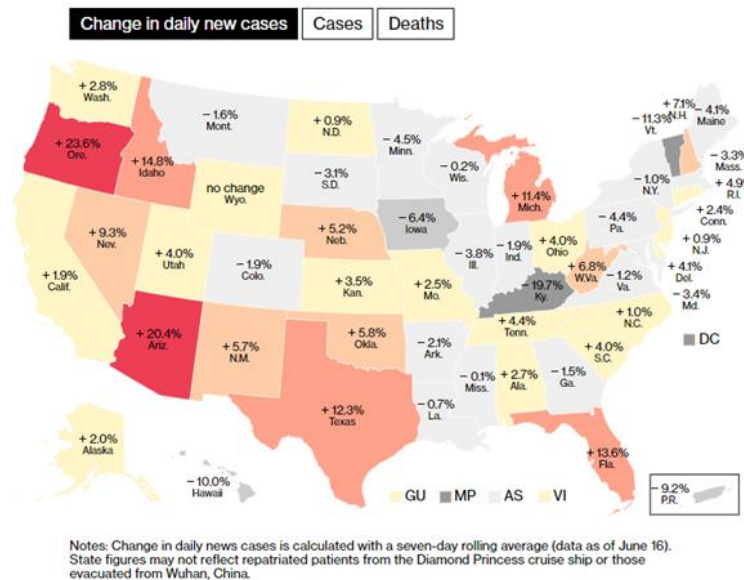 Change in daily new cases
Cases
Deaths
+ 2.8%
Wash.
+ 23.6%
Ore.
+ 14.8%
Idaho
− 1.6%
Mont.
+ 0.9%
N.D.
− 4.5%
Minn.
− 3.1%
S.D.
no change
Wyo.
− 0.2%
Wis.
+ 11.4%
Mich.
− 11.3%
Vt.
+ 7.1%
N.H.
− 4.1%
Maine
− 3.3%
Mass.
− 1.0%
N.Y.
+ 4.9%
R.I.
+ 2.4%
Conn.
+ 0.9%
N.J.
− 4.4%
Pa.
+ 4.1%
Del.
− 3.4%
Md.
+ 9.3%
Nev.
+ 1.9%
Calif.
+ 4.0%
Utah
− 1.9%
Colo.
+ 5.2%
Neb.
− 6.4%
Iowa
− 3.8%
Ill.
− 1.9%
Ind.
+ 4.0%
Ohio
+ 6.8%
W.Va.
− 1.2%
Va.
+ 3.5%
Kan.
+ 2.5%
Mo.
− 19.7%
Ky.
+ 1.0%
N.C.
+ 4.4%
Tenn.
+ 4.0%
S.C.
DC
+ 20.4%
Ariz.
+ 5.7%
N.M.
+ 5.8%
Okla.
− 2.1%
Ark.
− 0.1%
Miss.
+ 2.7%
Ala.
− 1.5%
Ga.
− 0.7%
La.
+ 12.3%
Texas
+ 13.6%
Fla.
+ 2.0%
Alaska
− 10.0%
Hawaii
GU MP AS VI
− 9.2%
P.R.
Notes: Change in daily news cases is calculated with a seven-day rolling average (data as of June 16).
State figures may not reflect repatriated patients from the Diamond Princess cruise ship or those
evacuated from Wuhan, China.